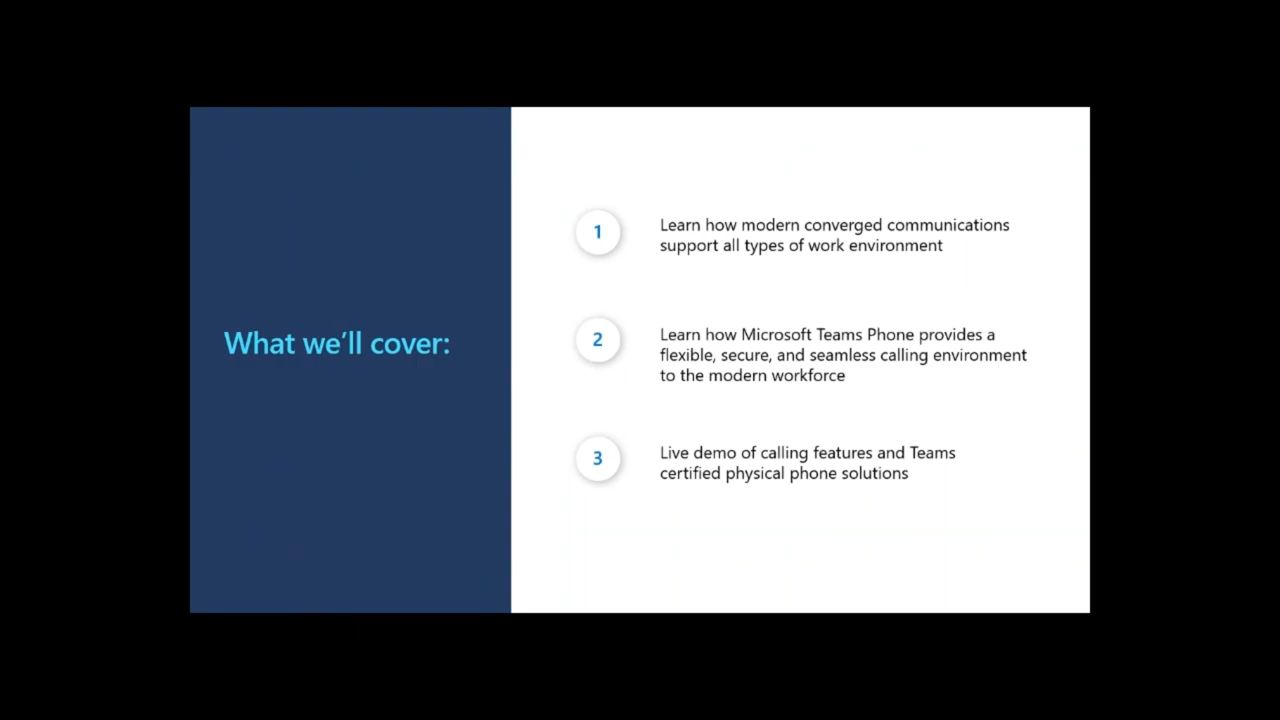 What we'll cover:
1
Learn how modern converged communications
support all types of work environment
2
Learn how Microsoft Teams Phone provides a
flexible, secure, and seamless calling environment
to the modern workforce
3
Live demo of calling features and Teams
certified physical phone solutions